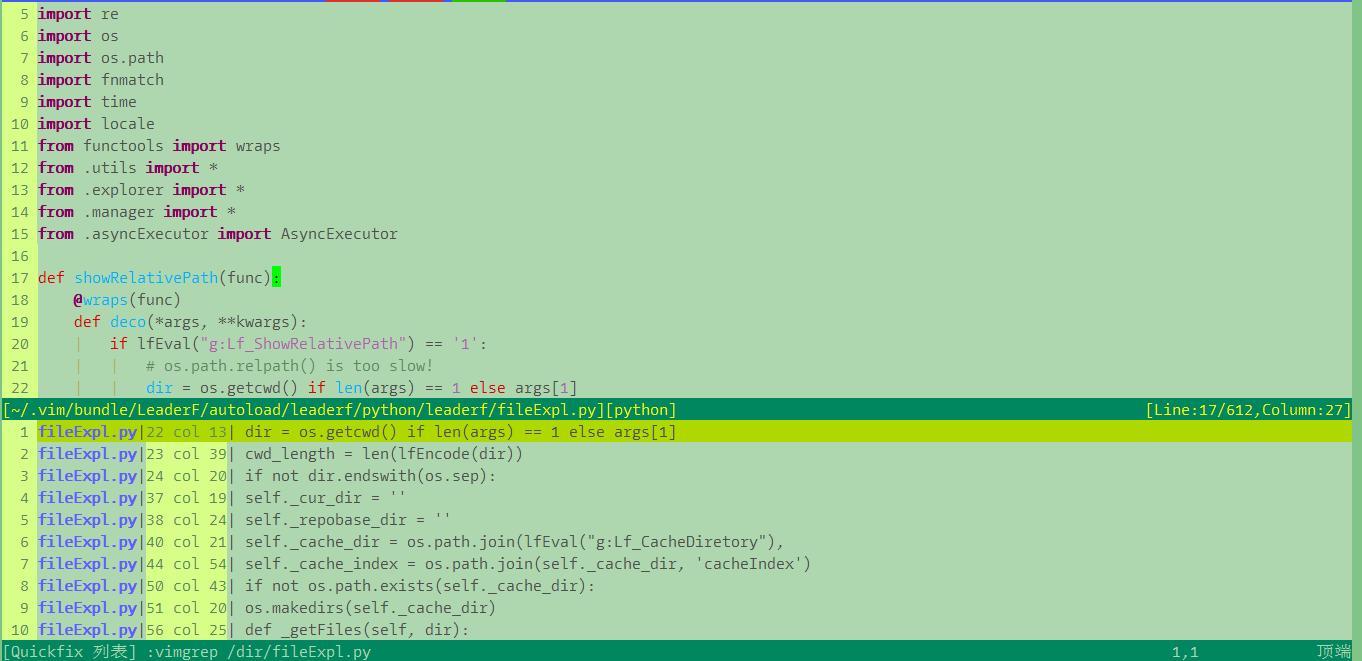 5 import re
6 import os
7 import os.path
8 import fnmatch
9 import time
10 import locale
11 from functools import wraps
12 from .utils import *
13 from .explorer import *
14 from .manager import *
15 from .asyncExecutor import AsyncExecutor
16
17 def showRelativePath(func):
18     @wraps(func)
19     def deco(*args, **kwargs):
20     |   if lfEval("g:Lf_ShowRelativePath") == '1':
21     |   |   # os.path.relpath() is too slow!
22     |   |   dir = os.getcwd() if len(args) == 1 else args[1]
[~/.vim/bundle/LeaderF/autoload/leaderf/python/leaderf/fileExpl.py][python] [Line:17/612,Column:27]
1 fileExpl.py|22 col 13| dir = os.getcwd() if len(args) == 1 else args[1]
2 fileExpl.py|23 col 39| cwd_length = len(lfEncode(dir))
3 fileExpl.py|24 col 20| if not dir.endswith(os.sep):
4 fileExpl.py|37 col 19| self._cur_dir = ''
5 fileExpl.py|38 col 24| self._repobase_dir = ''
6 fileExpl.py|40 col 21| self._cache_dir = os.path.join(lfEval("g:Lf_CacheDiretory"),
7 fileExpl.py|44 col 54| self._cache_index = os.path.join(self._cache_dir, 'cacheIndex')
8 fileExpl.py|50 col 43| if not os.path.exists(self._cache_dir):
9 fileExpl.py|51 col 20| os.makedirs(self._cache_dir)
10 fileExpl.py|56 col 25| def _getFiles(self, dir):
[Quickfix 列表] :vimgrep /dir/fileExpl.py 1,1 顶端